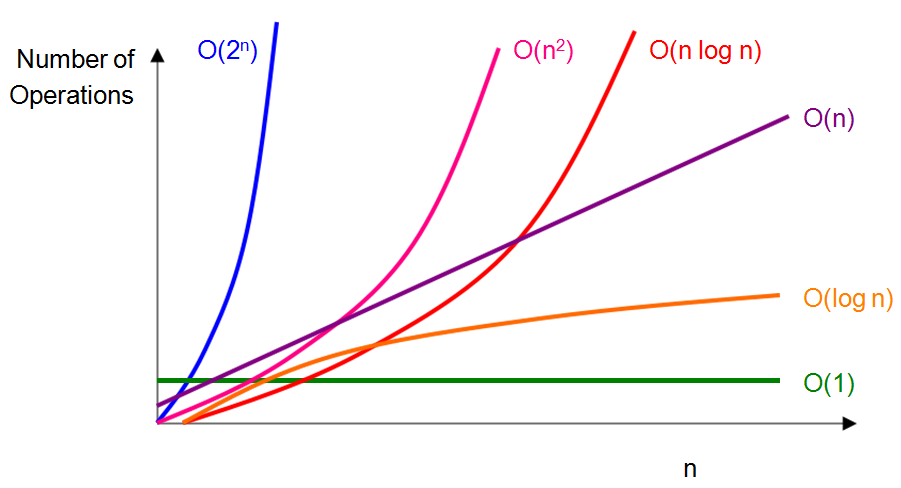 Number of
Operations
O(2ⁿ)
O(n²)
O(n log n)
O(n)
O(log n)
O(1)
n